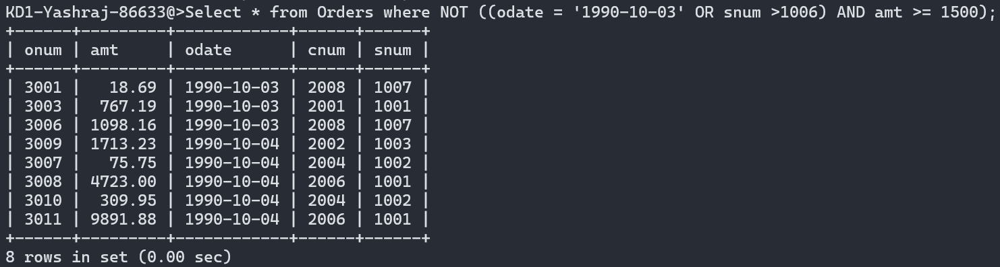 KD1-Yashraj-86633@>Select * from Orders where NOT ((odate = '1990-10-03' OR snum >1006) AND amt >= 1500);
+------+---------+------------+------+------+
| onum | amt     | odate      | cnum | snum |
+------+---------+------------+------+------+
| 3001 |   18.69 | 1990-10-03 | 2008 | 1007 |
| 3003 |  767.19 | 1990-10-03 | 2001 | 1001 |
| 3006 | 1098.16 | 1990-10-03 | 2008 | 1007 |
| 3009 | 1713.23 | 1990-10-04 | 2002 | 1003 |
| 3007 |   75.75 | 1990-10-04 | 2004 | 1002 |
| 3008 | 4723.00 | 1990-10-04 | 2006 | 1001 |
| 3010 |  309.95 | 1990-10-04 | 2004 | 1002 |
| 3011 | 9891.88 | 1990-10-04 | 2006 | 1001 |
+------+---------+------------+------+------+
8 rows in set (0.00 sec)